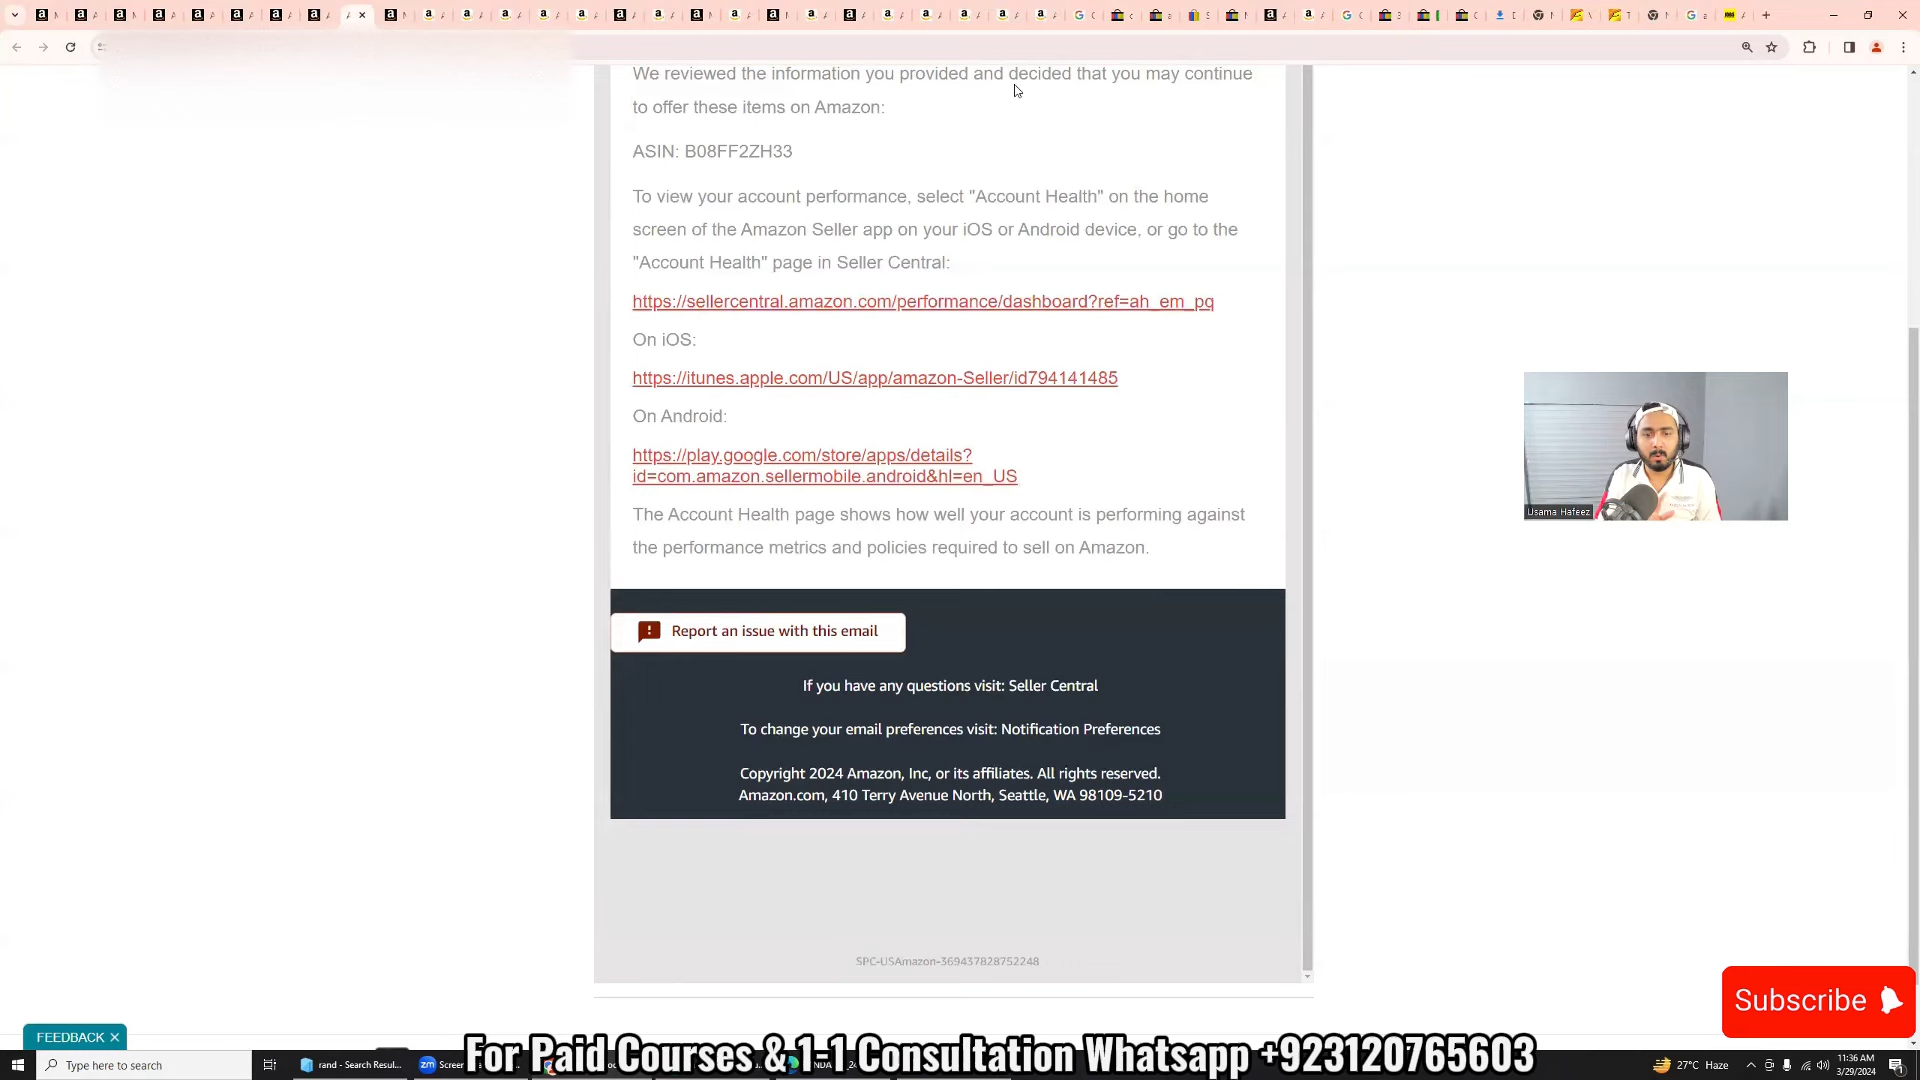 We reviewed the information you provided and decided that you may continue
to offer these items on Amazon:
ASIN: B08FF2ZH33
To view your account performance, select "Account Health" on the home
screen of the Amazon Seller app on your iOS or Android device, or go to the
"Account Health" page in Seller Central:
https://sellercentral.amazon.com/performance/dashboard?ref=ah_em_pq
On iOS:
https://itunes.apple.com/US/app/amazon-Seller/id794141485
On Android:
https://play.google.com/store/apps/details?
id=com.amazon.sellermobile.android&hl=en_US
The Account Health page shows how well your account is performing against
the performance metrics and policies required to sell on Amazon.
Usama Hafeez
Report an issue with this email
If you have any questions visit: Seller Central
To change your email preferences visit: Notification Preferences
Copyright 2024 Amazon, Inc, or its affiliates. All rights reserved.
Amazon.com, 410 Terry Avenue North, Seattle, WA 98109-5210
SPC-USAmazon-369437828752248
Subscribe
FEEDBACK
For Paid Courses & 1-1 Consultation Whatsapp +923120765603
Type here to search
rand - Search Result...
27°C Haze
11:36 AM
3/29/2024